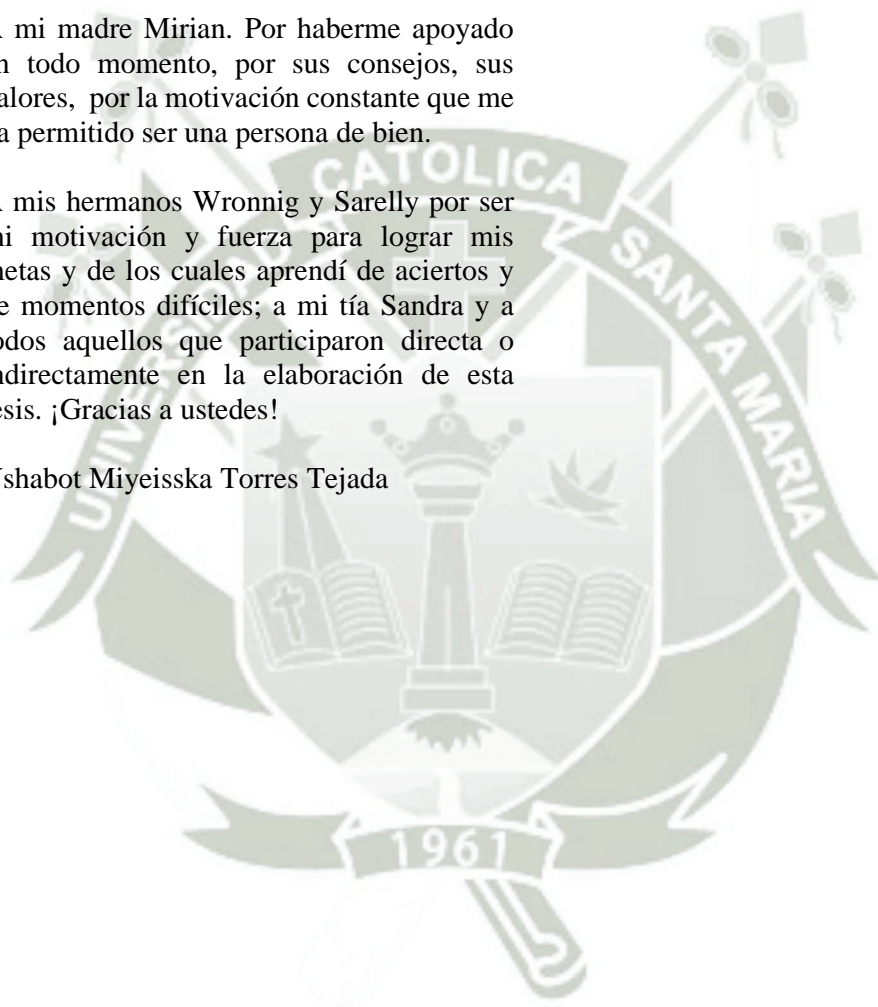 A mi madre Mirian. Por haberme apoyado
n todo momento, por sus consejos, sus
alores, por la motivación constante que me
a permitido ser una persona de bien.
A mis hermanos Wronnig y Sarelly por ser
mi motivación y fuerza para lograr mis
metas y de los cuales aprendí de aciertos y
e momentos difíciles; a mi tía Sandra y a
odos aquellos que participaron directa o
ndirectamente en la elaboración de esta
esis. ¡Gracias a ustedes!
shabot Miyeisska Torres Tejada
UNIVERSIDAD CATOLICA SANTA MARIA
1961